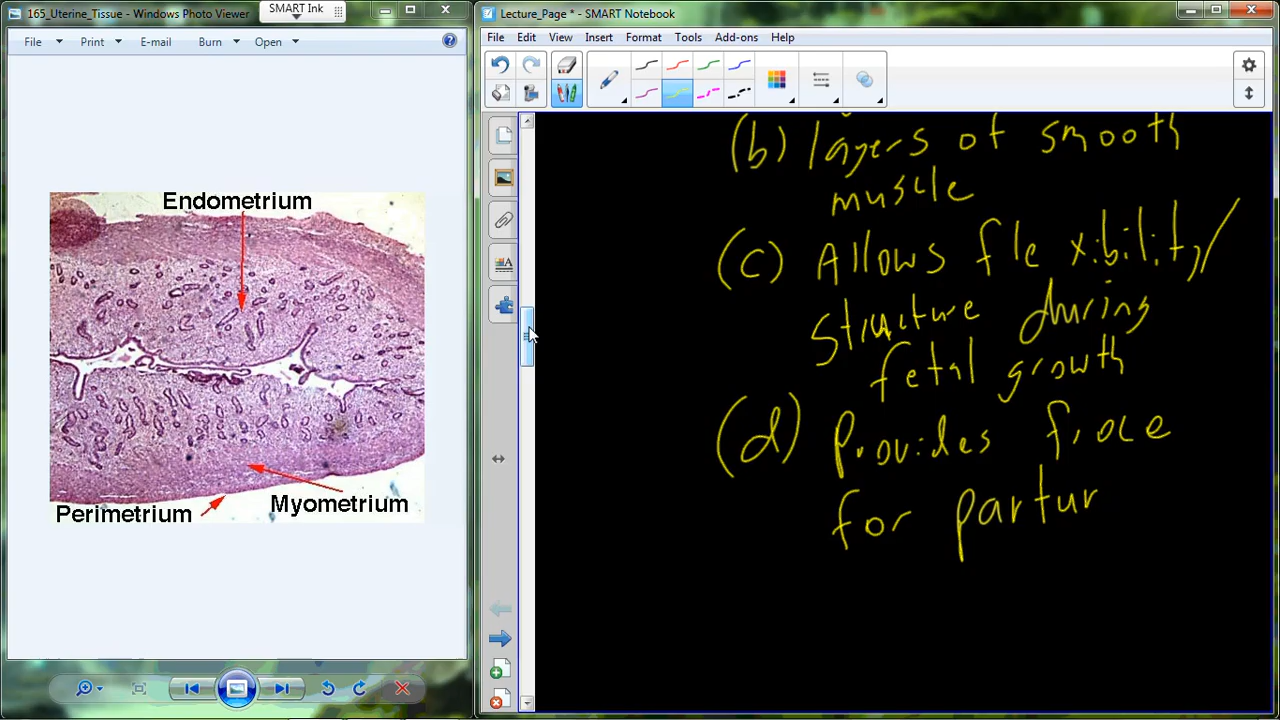 165_Uterine_Tissue - Windows Photo Viewer
SMART Ink
File Print E-mail Burn Open
Endometrium
Myometrium
Perimetrium
Lecture_Page * - SMART Notebook
File Edit View Insert Format Tools Add-ons Help
(b) layers of smooth
muscle
(c) Allows flexibility/
structure during
fetal growth
(d) Provides froce
for partur